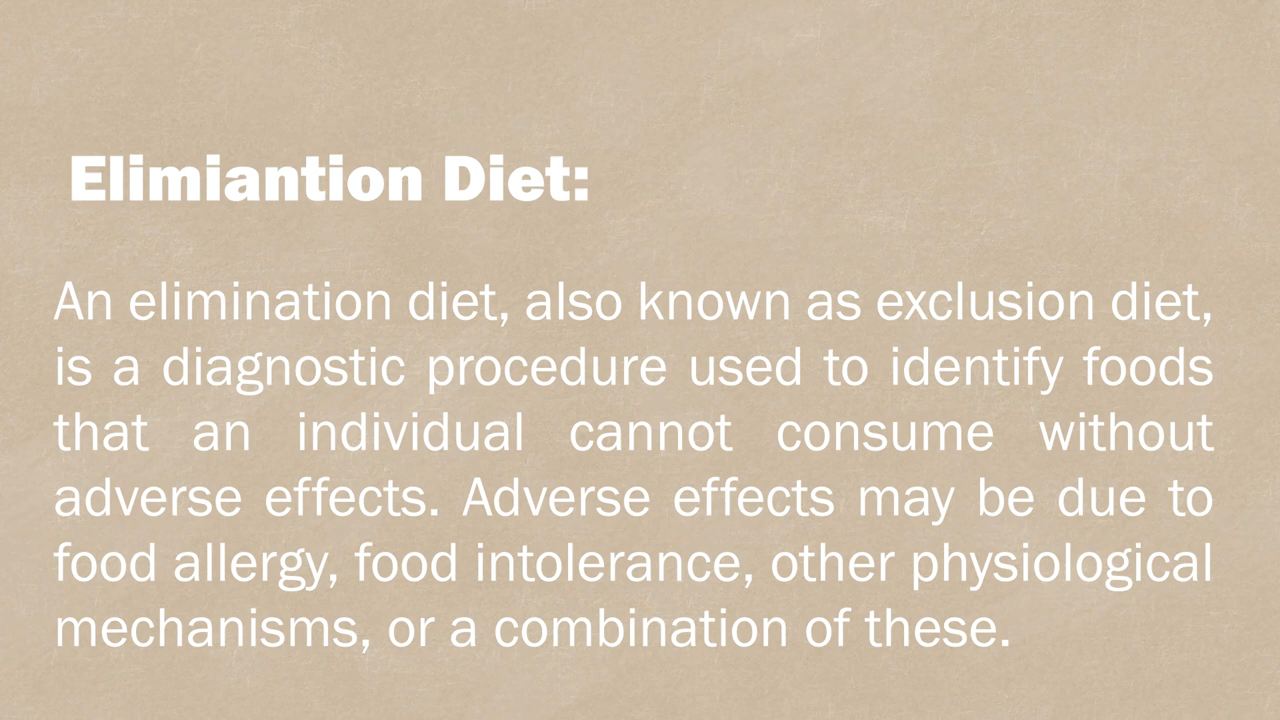 Elimiantion Diet:
An elimination diet, also known as exclusion diet,
is a diagnostic procedure used to identify foods
that an individual cannot consume without
adverse effects. Adverse effects may be due to
food allergy, food intolerance, other physiological
mechanisms, or a combination of these.